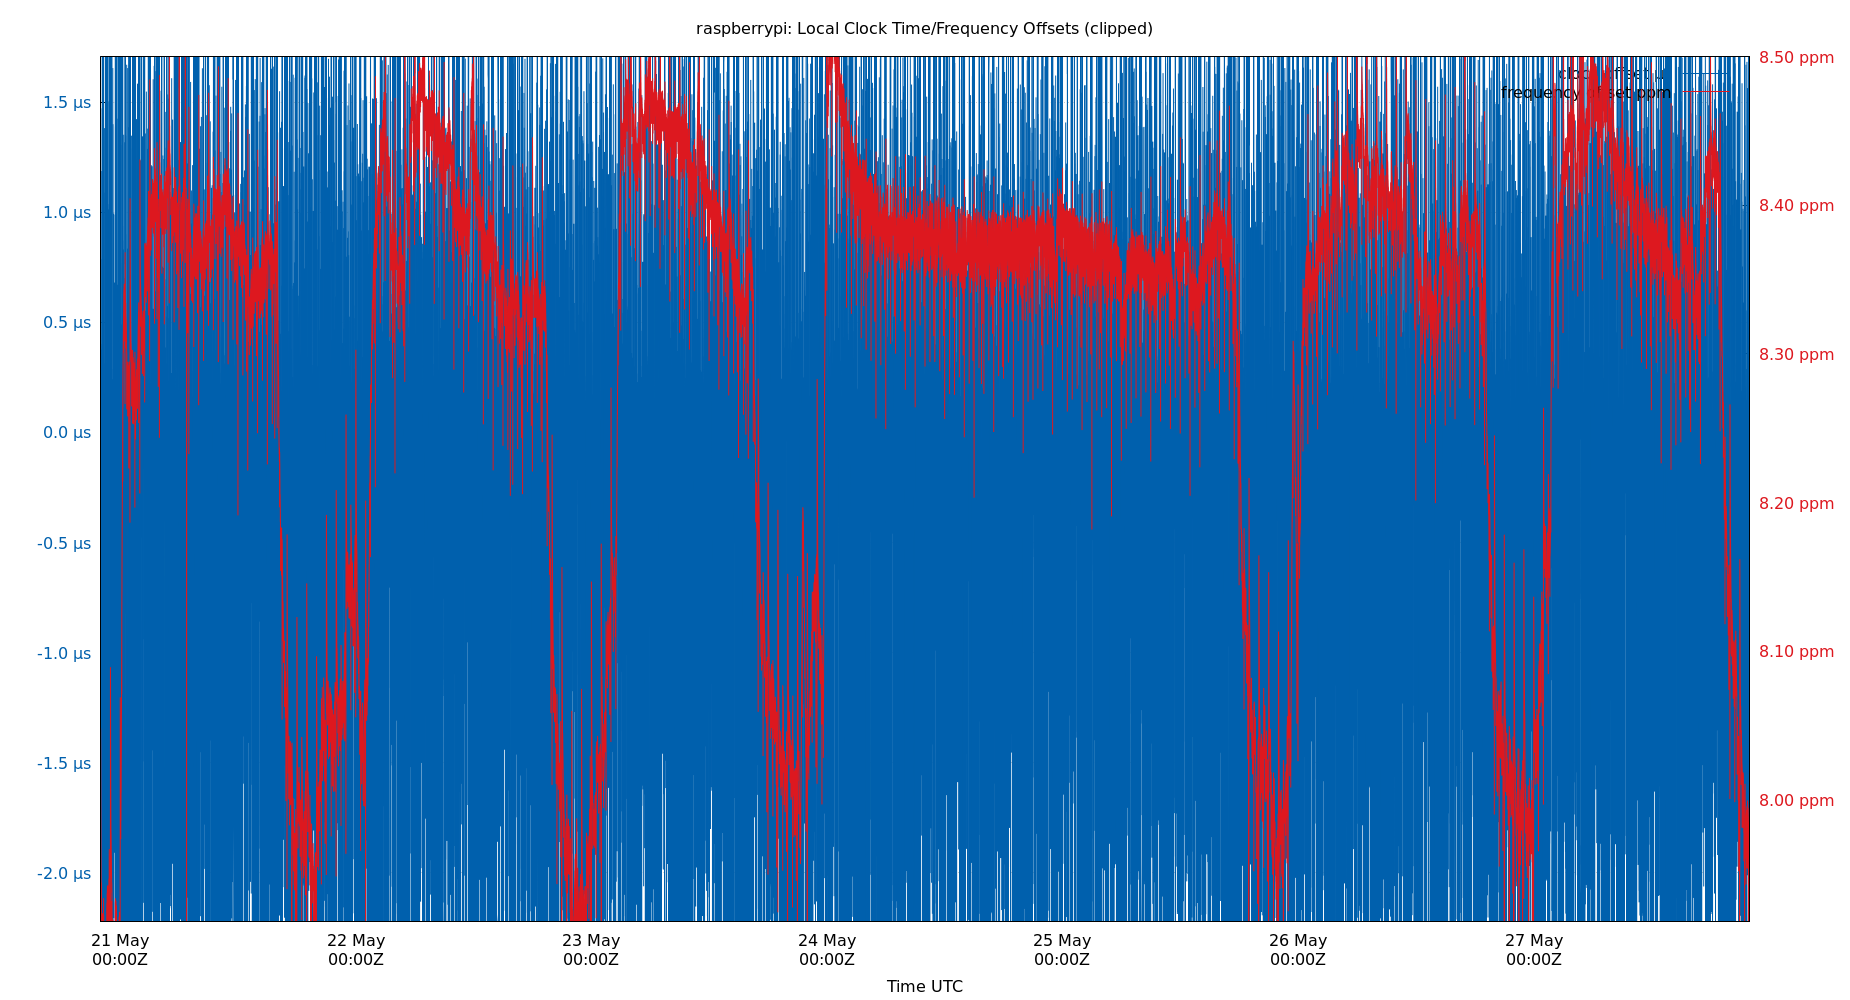 raspberrypi: Local Clock Time/Frequency Offsets (clipped)
8.50 ppm
frequency offset ppm
1.5 µs
1.0 µs
8.40 ppm
0.5 µs
8.30 ppm
0.0 µs
8.20 ppm
-0.5 µs
-1.0 µs
8.10 ppm
-1.5 µs
8.00 ppm
-2.0 µs
21 May
00:00Z
22 May
00:00Z
23 May
00:00Z
24 May
00:00Z
25 May
00:00Z
26 May
00:00Z
27 May
00:00Z
Time UTC